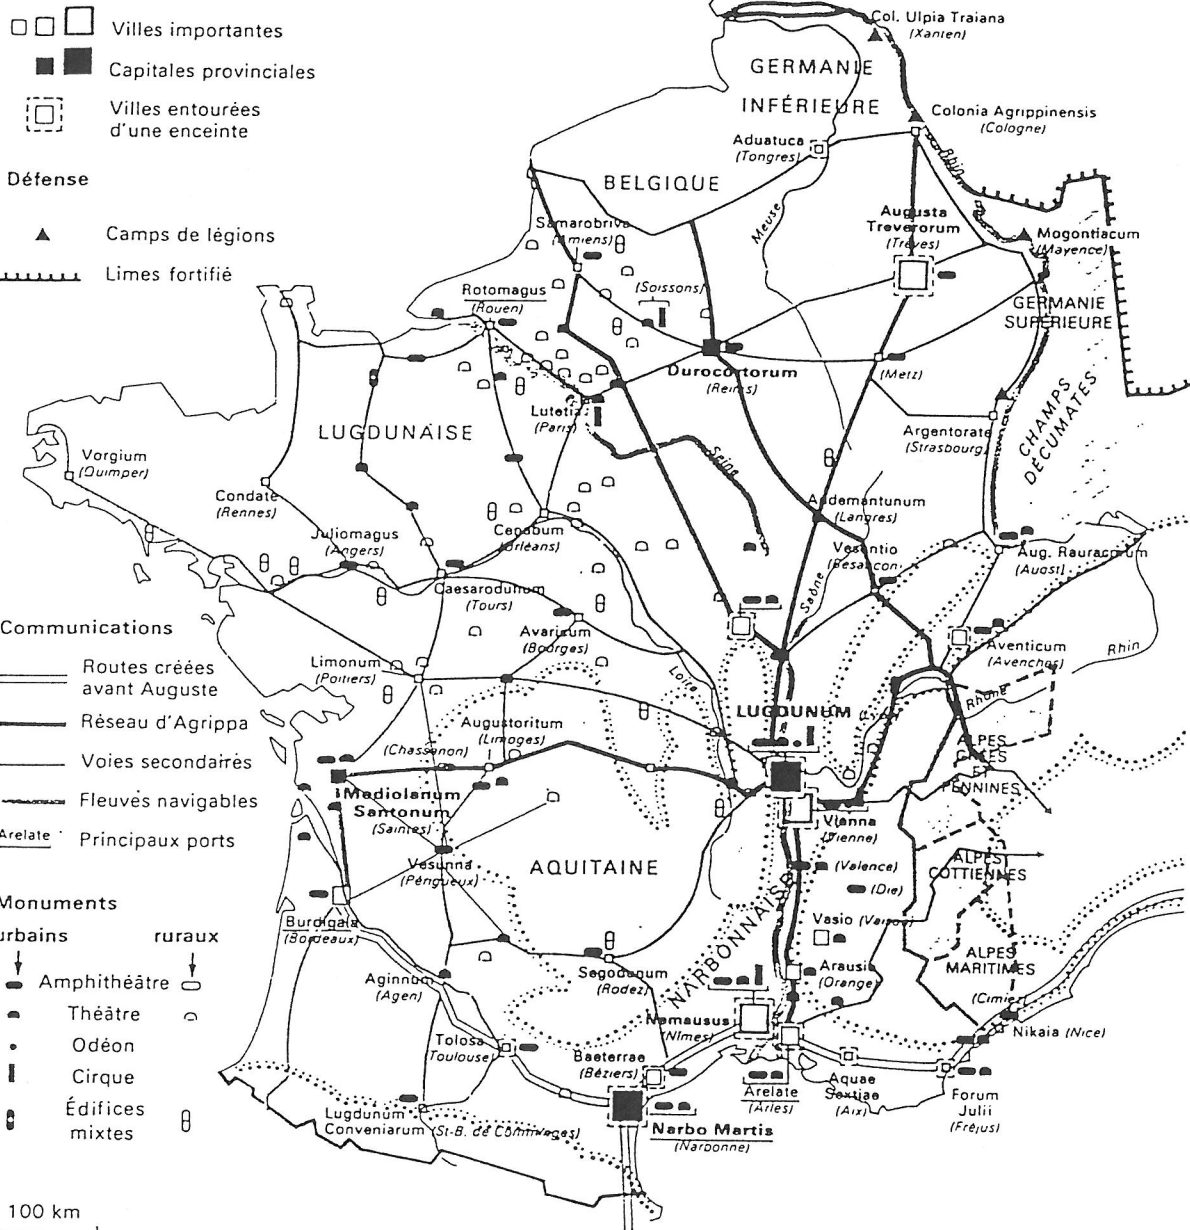 Villes importantes
Capitales provinciales
Villes entourées
d'une enceinte
Défense
Camps de légions
Limes fortifié
Communications
Routes créées
avant Auguste
Réseau d'Agrippa
Voies secondaires
Fleuves navigables
Arelate
Principaux ports
Monuments
urbains
ruraux
Amphithéâtre
Théâtre
Odéon
Cirque
Édifices
mixtes
100 km
Col. Ulpia Traiana
(Xanten)
GERMANIE
INFÉRIEURE
Colonia Agrippinensis
(Cologne)
Aduatuca
(Tongres)
Rhin
BELGIQUE
Meuse
Augusta
Treverorum
(Trèves)
Mogontiacum
(Mayence)
Samarobriva
(Amiens)
(Soissons)
Rotomagus
(Rouen)
GERMANIE
SUPÉRIEURE
Durocortorum
(Reims)
(Metz)
Lutetia
(Paris)
Argentorate
(Strasbourg)
CHAMPS
DÉCUMATES
LUGDUNAISE
Seine
Vorgium
(Quimper)
Condate
(Rennes)
Andemantunum
(Langres)
Juliomagus
(Angers)
Cenabum
(Orléans)
Vesontio
(Besançon)
Aug. Rauracorum
(Augst)
Caesarodunum
(Tours)
Saône
Avaricum
(Bourges)
Aventicum
(Avenches)
Rhin
Limonum
(Poitiers)
Loire
Rhône
LUGDUNUM (Lyon)
Augustoritum
(Limoges)
(Chassenon)
ALPES
GRÉES
ET
PENNINES
Mediolanum
Santonum
(Saintes)
Vienna
(Vienne)
Vesunna
(Périgueux)
AQUITAINE
(Valence)
ALPES
COTTIENNES
(Die)
NARBONNAISE
Burdigala
(Bordeaux)
Vasio (Vaison)
ALPES
MARITIMES
Arausio
(Orange)
Segodunum
(Rodez)
Aginnum
(Agen)
(Cimiez)
Nemausus
(Nîmes)
Nikaia (Nice)
Tolosa
Toulouse)
Baeterrae
(Béziers)
Arelate
(Arles)
Aquae
Sextiae
(Aix)
Forum
Julii
(Fréjus)
Lugdunum
Conveniarum (St-B. de Comminges)
Narbo Martis
(Narbonne)